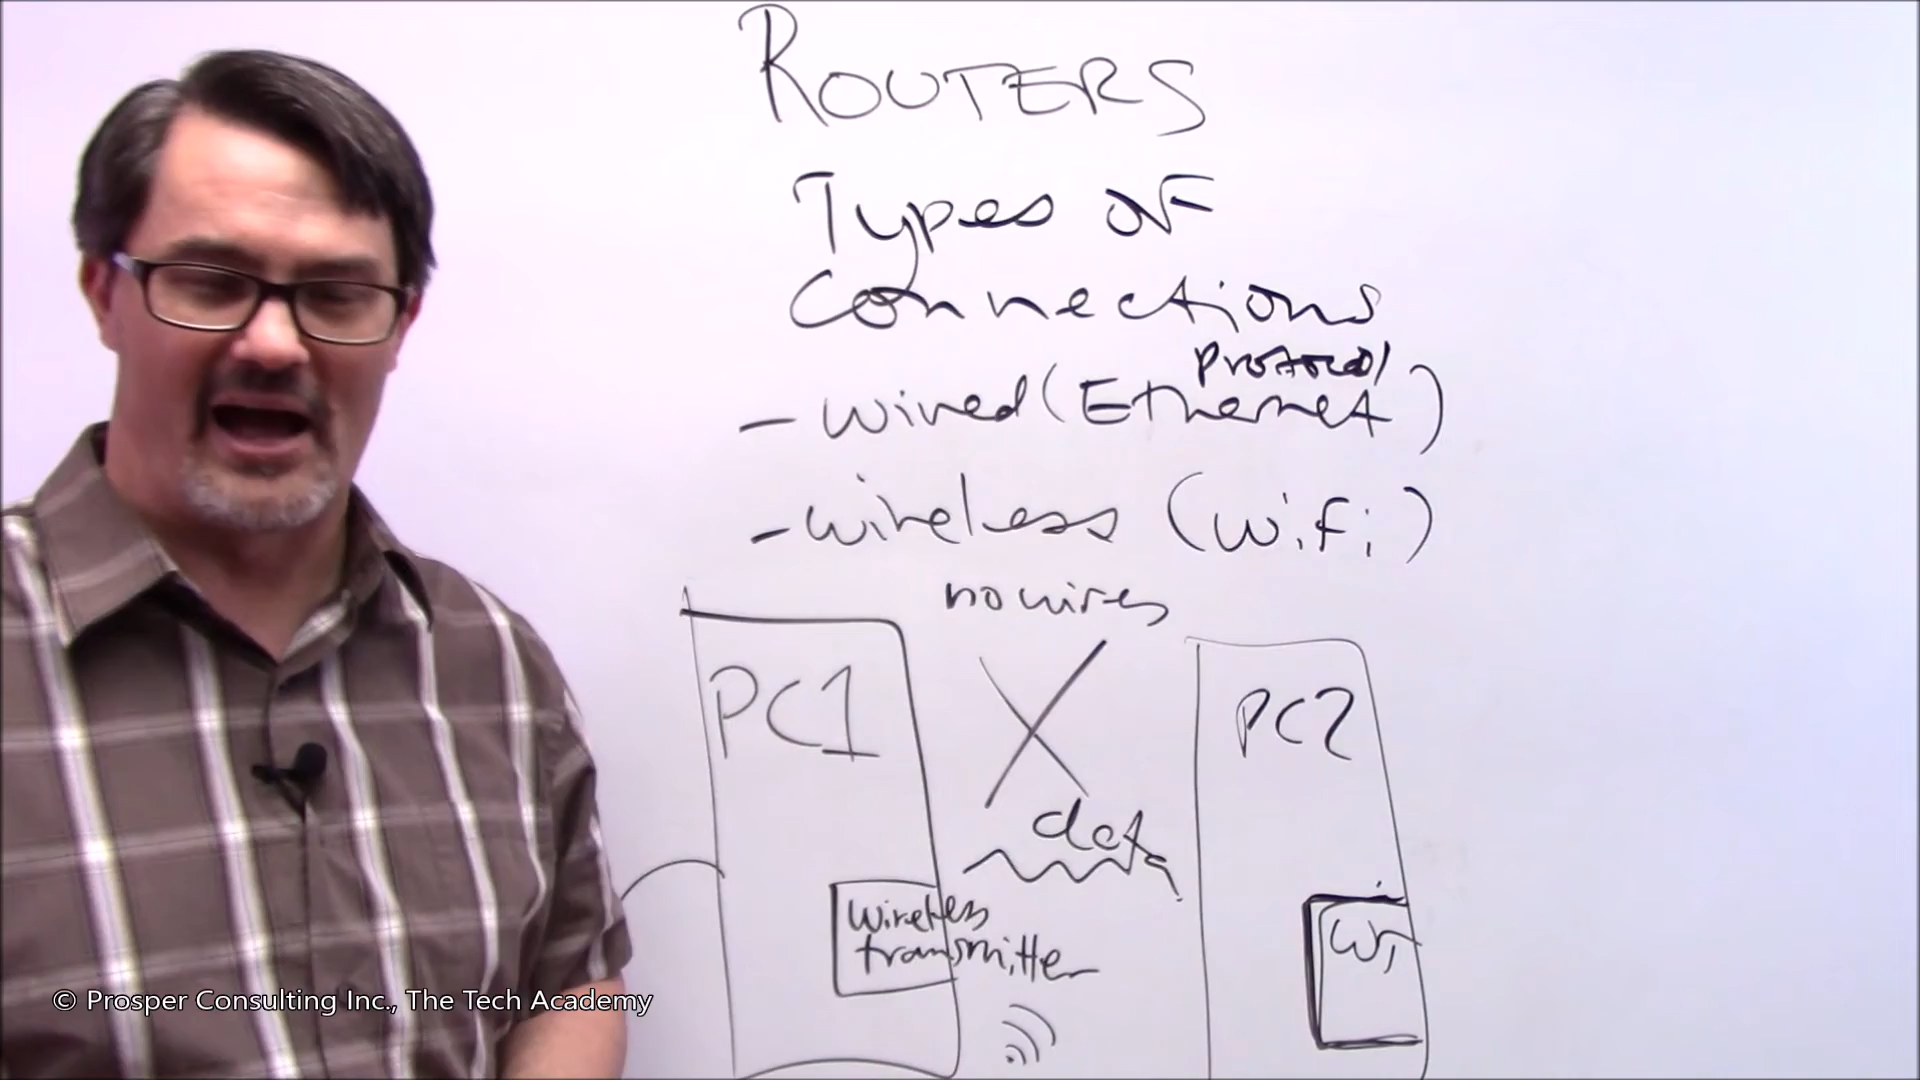 ROUTERS
Types OF
Connections
protocol
- wired (Ethernet)
- wireless (WiFi)
no wires
PC1
PC2
data
Wireless
transmitter
Wi
© Prosper Consulting Inc., The Tech Academy